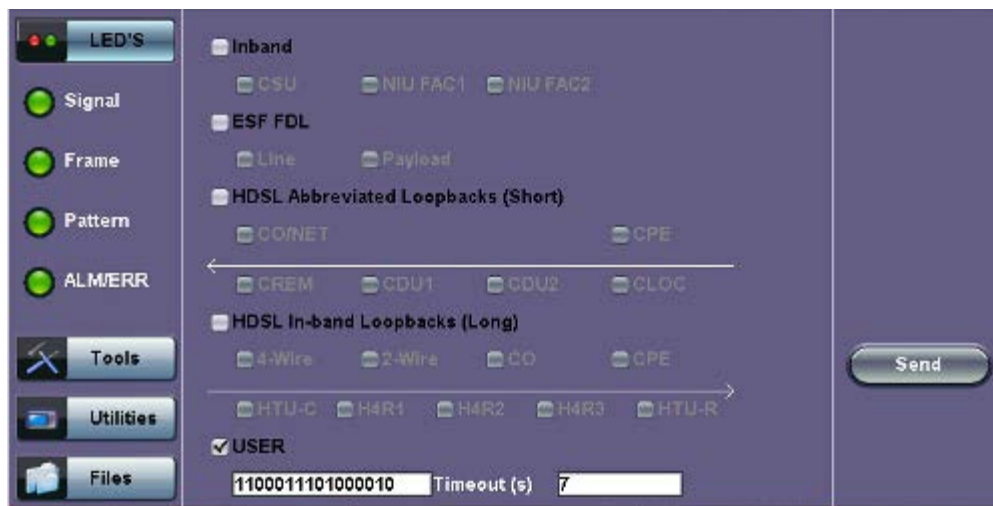 LED'S
Signal
Frame
Pattern
ALM/ERR
Tools
Utilities
Files
Inband
CSU NIU FAC1 NIU FAC2
ESF FDL
Line Payload
HDSL Abbreviated Loopbacks (Short)
CO/NET CPE
CREM CDU1 CDU2 CLOC
HDSL In-band Loopbacks (Long)
4-Wire 2-Wire CO CPE
HTU-C H4R1 H4R2 H4R3 HTU-R
USER
1100011101000010 Timeout (s) 7
Send